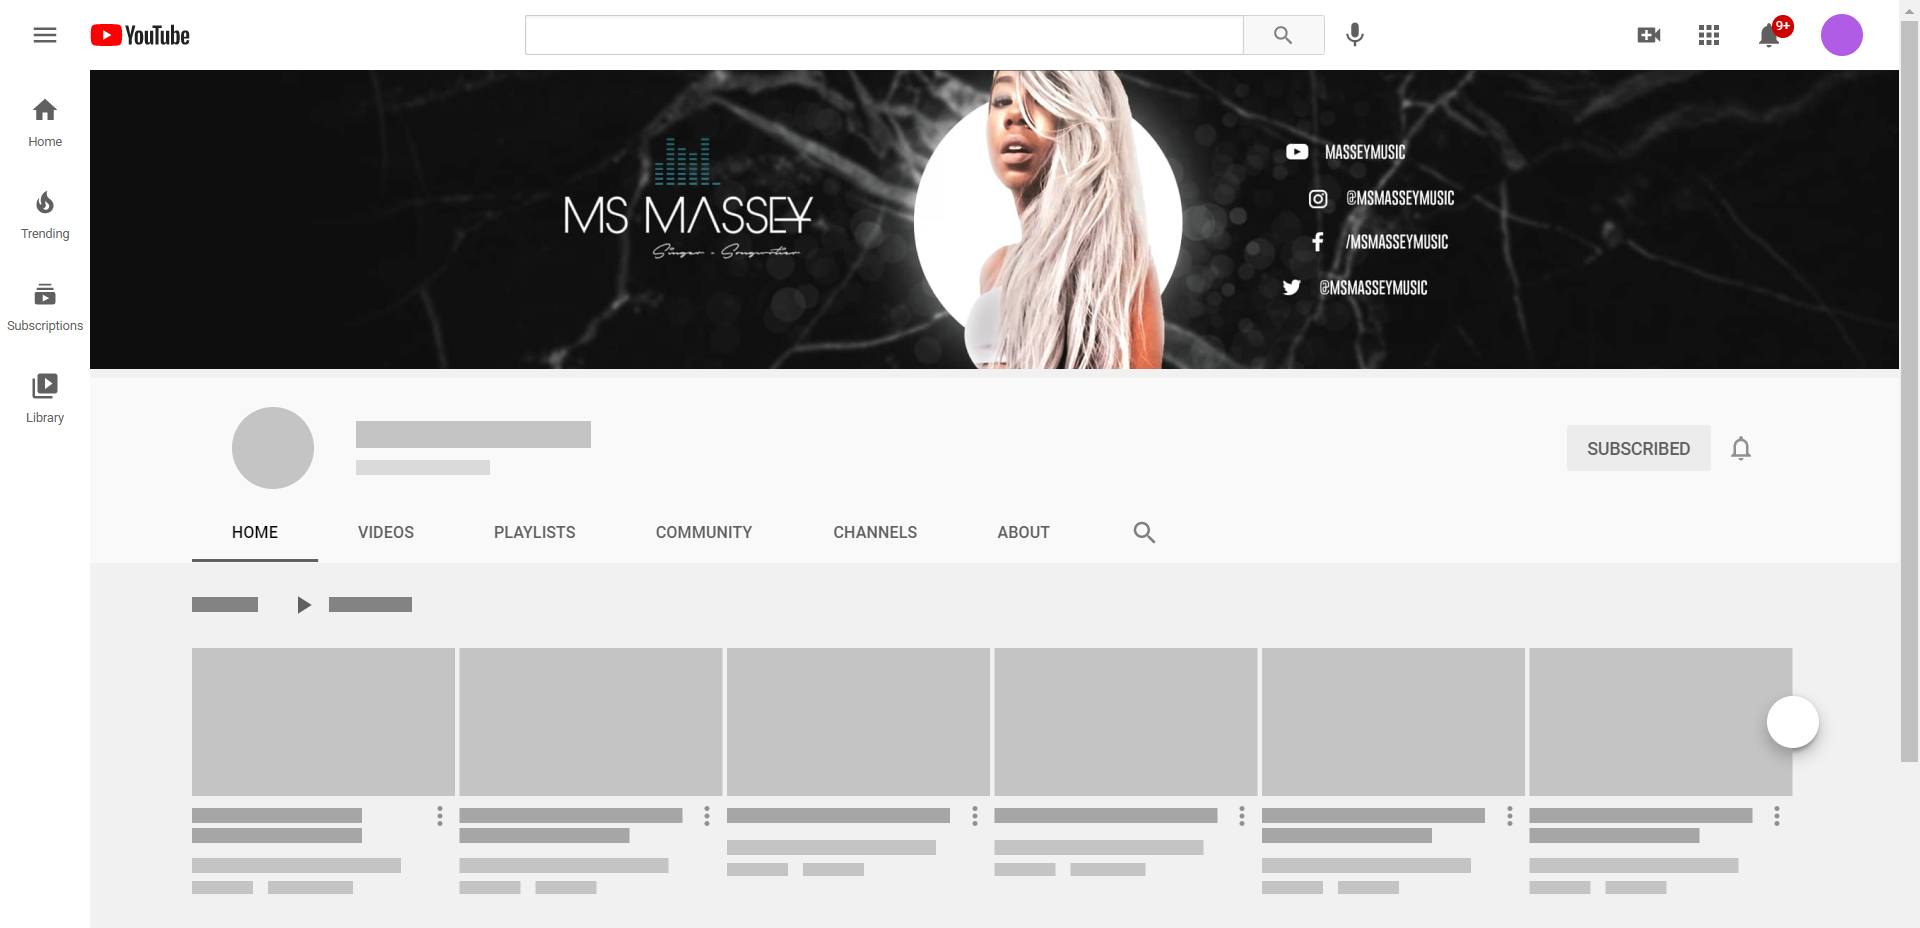 YouTube
9+
Home
Trending
Subscriptions
Library
MS MASSEY
Singer - Songwriter
MASSEYMUSIC
@MSMASSEYMUSIC
/MSMASSEYMUSIC
@MSMASSEYMUSIC
SUBSCRIBED
HOME VIDEOS PLAYLISTS COMMUNITY CHANNELS ABOUT